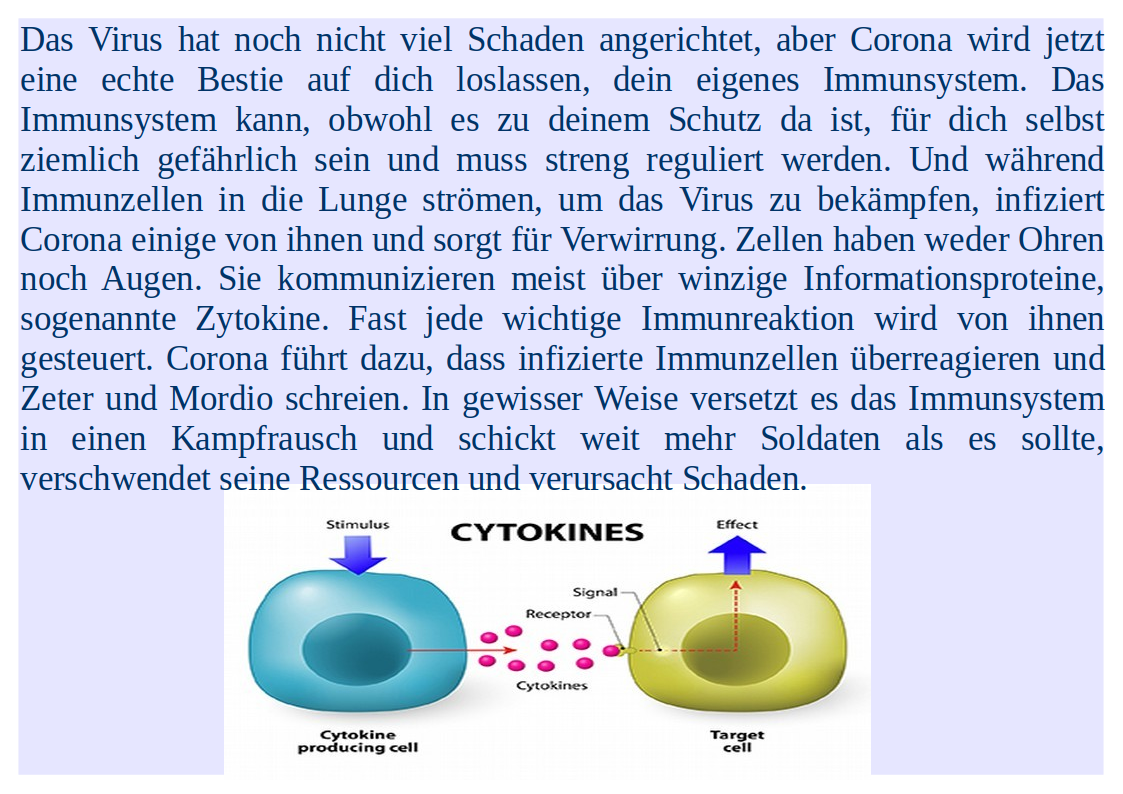 Das Virus hat noch nicht viel Schaden angerichtet, aber Corona wird jetzt
eine echte Bestie auf dich loslassen, dein eigenes Immunsystem. Das
Immunsystem kann, obwohl es zu deinem Schutz da ist, für dich selbst
ziemlich gefährlich sein und muss streng reguliert werden. Und während
Immunzellen in die Lunge strömen, um das Virus zu bekämpfen, infiziert
Corona einige von ihnen und sorgt für Verwirrung. Zellen haben weder Ohren
noch Augen. Sie kommunizieren meist über winzige Informationsproteine,
sogenannte Zytokine. Fast jede wichtige Immunreaktion wird von ihnen
gesteuert. Corona führt dazu, dass infizierte Immunzellen überreagieren und
Zeter und Mordio schreien. In gewisser Weise versetzt es das Immunsystem
in einen Kampfrausch und schickt weit mehr Soldaten als es sollte,
verschwendet seine Ressourcen und verursacht Schaden.
Stimulus
CYTOKINES
Effect
Signal
Receptor
Cytokines
Cytokine
producing cell
Target
cell